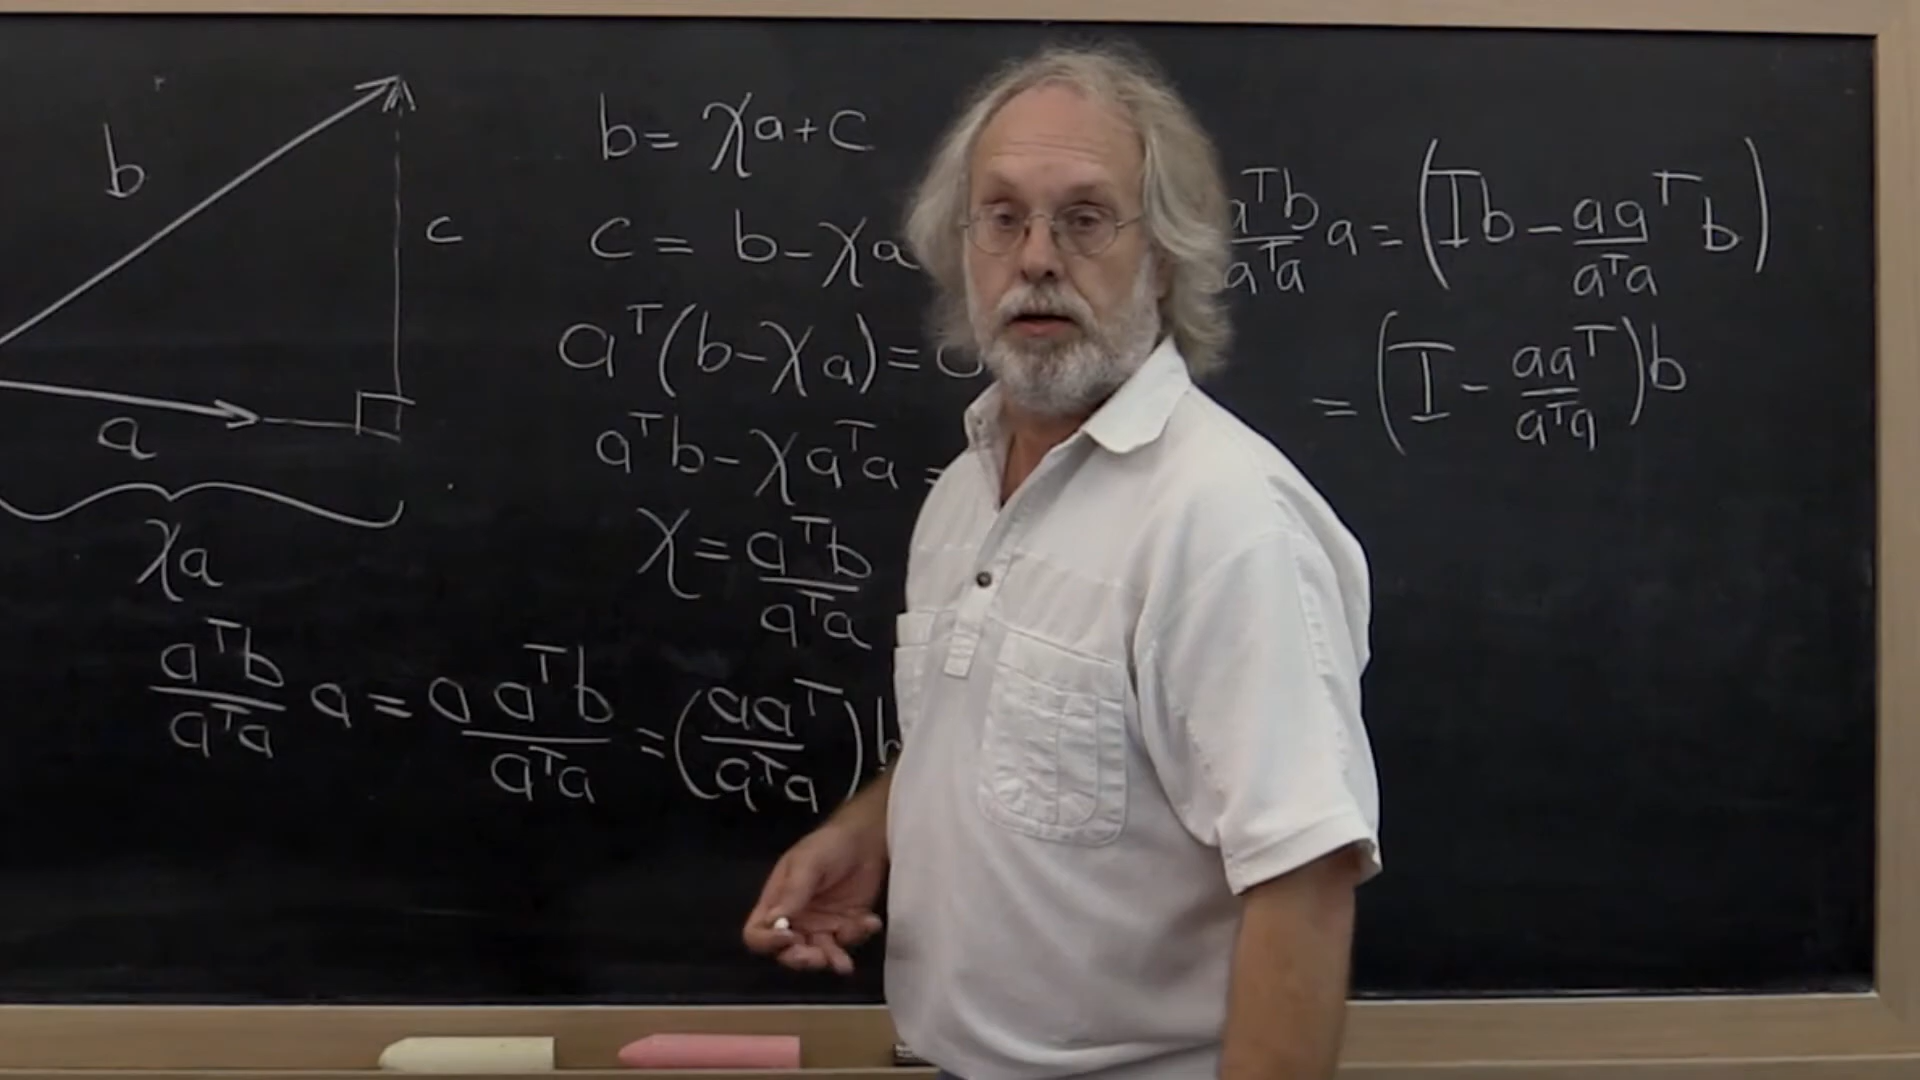 b
c
a
χa
b = χa + c
c = b - χa
aᵀ(b - χa) =
aᵀb - χaᵀa =
χ = aᵀb / aᵀa
aᵀb / aᵀa a = a aᵀb / aᵀa = (aaᵀ / aᵀa)
aᵀb / aᵀa a = (Ib - aaᵀ / aᵀa b)
= (I - aaᵀ / aᵀa)b